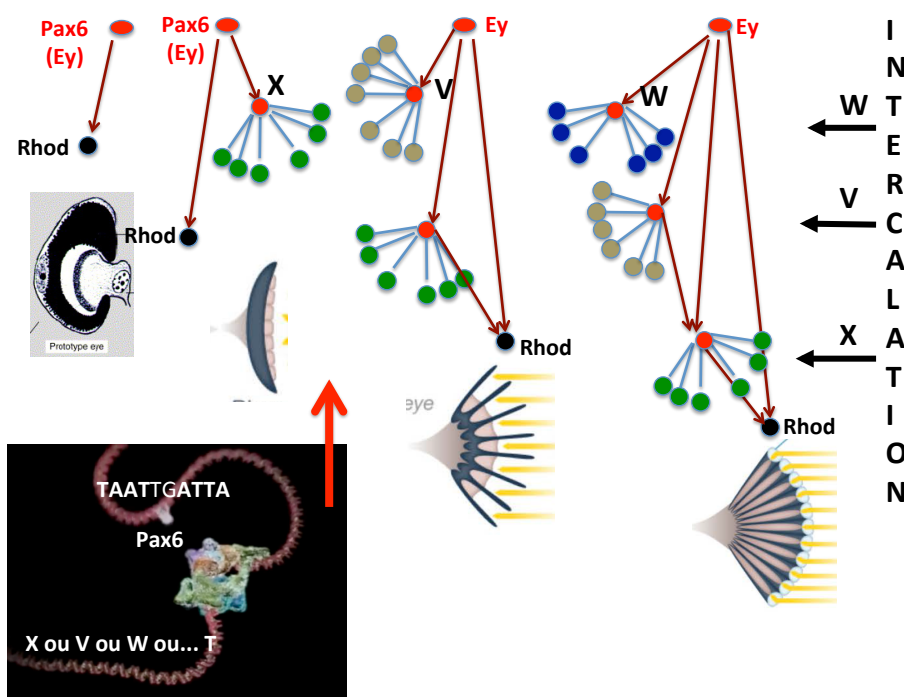 Pax6
(Ey)
Rhod
Prototype eye
Pax6
(Ey)
X
Rhod
Ey
V
Rhod
eye
Ey
W
Rhod
W
V
X
I
N
T
E
R
C
A
L
A
T
I
O
N
TAATTGATTA
Pax6
X ou V ou W ou... T